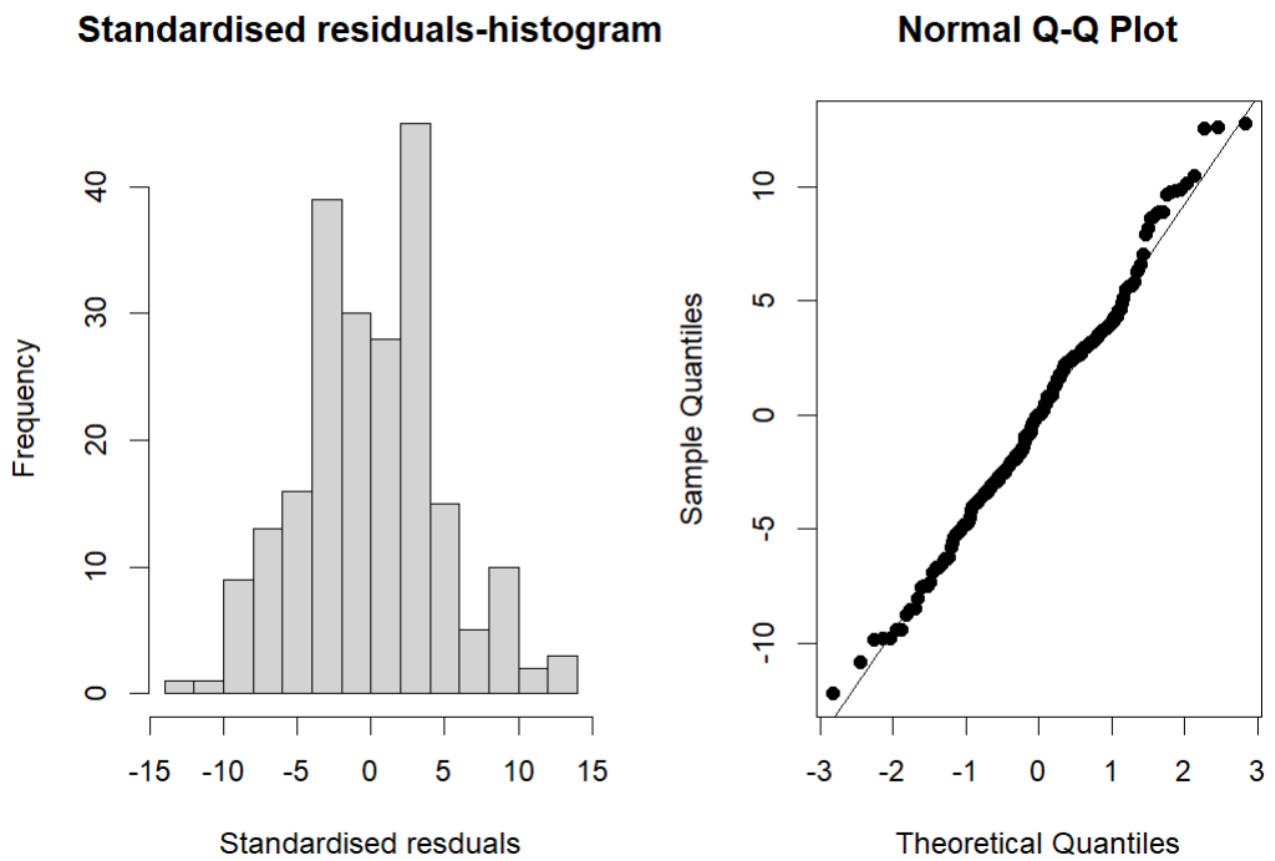 Standardised residuals-histogram
Frequency
0
10
20
30
40
-15 -10 -5 0 5 10 15
Standardised resduals
Normal Q-Q Plot
Sample Quantiles
-10
-5
0
5
10
-3 -2 -1 0 1 2 3
Theoretical Quantiles